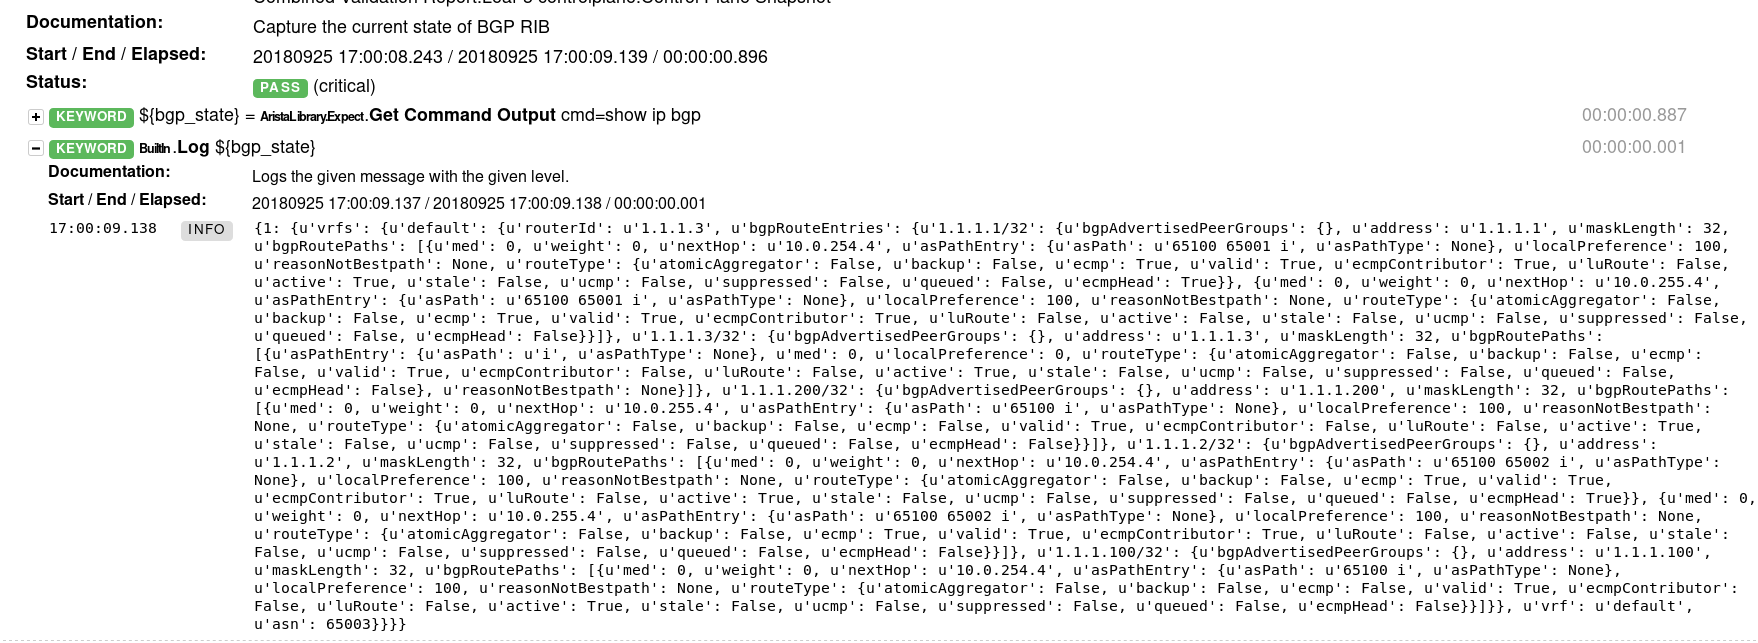 Combined Validation Report.Leaf 3 controlplane.Control Plane Snapshot
Documentation: Capture the current state of BGP RIB
Start / End / Elapsed: 20180925 17:00:08.243 / 20180925 17:00:09.139 / 00:00:00.896
Status: PASS (critical)
+ KEYWORD ${bgp_state} = AristaLibrary.Expect.Get Command Output cmd=show ip bgp 00:00:00.887
− KEYWORD BuiltIn.Log ${bgp_state} 00:00:00.001
Documentation: Logs the given message with the given level.
Start / End / Elapsed: 20180925 17:00:09.137 / 20180925 17:00:09.138 / 00:00:00.001
17:00:09.138 INFO {1: {u'vrfs': {u'default': {u'routerId': u'1.1.1.3', u'bgpRouteEntries': {u'1.1.1.1/32': {u'bgpAdvertisedPeerGroups': {}, u'address': u'1.1.1.1', u'maskLength': 32,
u'bgpRoutePaths': [{u'med': 0, u'weight': 0, u'nextHop': u'10.0.254.4', u'asPathEntry': {u'asPath': u'65100 65001 i', u'asPathType': None}, u'localPreference': 100,
u'reasonNotBestpath': None, u'routeType': {u'atomicAggregator': False, u'backup': False, u'ecmp': True, u'valid': True, u'ecmpContributor': True, u'luRoute': False,
u'active': True, u'stale': False, u'ucmp': False, u'suppressed': False, u'queued': False, u'ecmpHead': True}}, {u'med': 0, u'weight': 0, u'nextHop': u'10.0.255.4',
u'asPathEntry': {u'asPath': u'65100 65001 i', u'asPathType': None}, u'localPreference': 100, u'reasonNotBestpath': None, u'routeType': {u'atomicAggregator': False,
u'backup': False, u'ecmp': True, u'valid': True, u'ecmpContributor': True, u'luRoute': False, u'active': False, u'stale': False, u'ucmp': False, u'suppressed': False,
u'queued': False, u'ecmpHead': False}}]}, u'1.1.1.3/32': {u'bgpAdvertisedPeerGroups': {}, u'address': u'1.1.1.3', u'maskLength': 32, u'bgpRoutePaths':
[{u'asPathEntry': {u'asPath': u'i', u'asPathType': None}, u'med': 0, u'localPreference': 0, u'routeType': {u'atomicAggregator': False, u'backup': False, u'ecmp':
False, u'valid': True, u'ecmpContributor': False, u'luRoute': False, u'active': True, u'stale': False, u'ucmp': False, u'suppressed': False, u'queued': False,
u'ecmpHead': False}, u'reasonNotBestpath': None}]}, u'1.1.1.200/32': {u'bgpAdvertisedPeerGroups': {}, u'address': u'1.1.1.200', u'maskLength': 32, u'bgpRoutePaths':
[{u'med': 0, u'weight': 0, u'nextHop': u'10.0.255.4', u'asPathEntry': {u'asPath': u'65100 i', u'asPathType': None}, u'localPreference': 100, u'reasonNotBestpath':
None, u'routeType': {u'atomicAggregator': False, u'backup': False, u'ecmp': False, u'valid': True, u'ecmpContributor': False, u'luRoute': False, u'active': True,
u'stale': False, u'ucmp': False, u'suppressed': False, u'queued': False, u'ecmpHead': False}}]}, u'1.1.1.2/32': {u'bgpAdvertisedPeerGroups': {}, u'address':
u'1.1.1.2', u'maskLength': 32, u'bgpRoutePaths': [{u'med': 0, u'weight': 0, u'nextHop': u'10.0.254.4', u'asPathEntry': {u'asPath': u'65100 65002 i', u'asPathType':
None}, u'localPreference': 100, u'reasonNotBestpath': None, u'routeType': {u'atomicAggregator': False, u'backup': False, u'ecmp': True, u'valid': True,
u'ecmpContributor': True, u'luRoute': False, u'active': True, u'stale': False, u'ucmp': False, u'suppressed': False, u'queued': False, u'ecmpHead': True}}, {u'med': 0,
u'weight': 0, u'nextHop': u'10.0.255.4', u'asPathEntry': {u'asPath': u'65100 65002 i', u'asPathType': None}, u'localPreference': 100, u'reasonNotBestpath': None,
u'routeType': {u'atomicAggregator': False, u'backup': False, u'ecmp': True, u'valid': True, u'ecmpContributor': True, u'luRoute': False, u'active': False, u'stale':
False, u'ucmp': False, u'suppressed': False, u'queued': False, u'ecmpHead': False}}]}, u'1.1.1.100/32': {u'bgpAdvertisedPeerGroups': {}, u'address': u'1.1.1.100',
u'maskLength': 32, u'bgpRoutePaths': [{u'med': 0, u'weight': 0, u'nextHop': u'10.0.254.4', u'asPathEntry': {u'asPath': u'65100 i', u'asPathType': None},
u'localPreference': 100, u'reasonNotBestpath': None, u'routeType': {u'atomicAggregator': False, u'backup': False, u'ecmp': False, u'valid': True, u'ecmpContributor':
False, u'luRoute': False, u'active': True, u'stale': False, u'ucmp': False, u'suppressed': False, u'queued': False, u'ecmpHead': False}}]}}, u'vrf': u'default',
u'asn': 65003}}}}